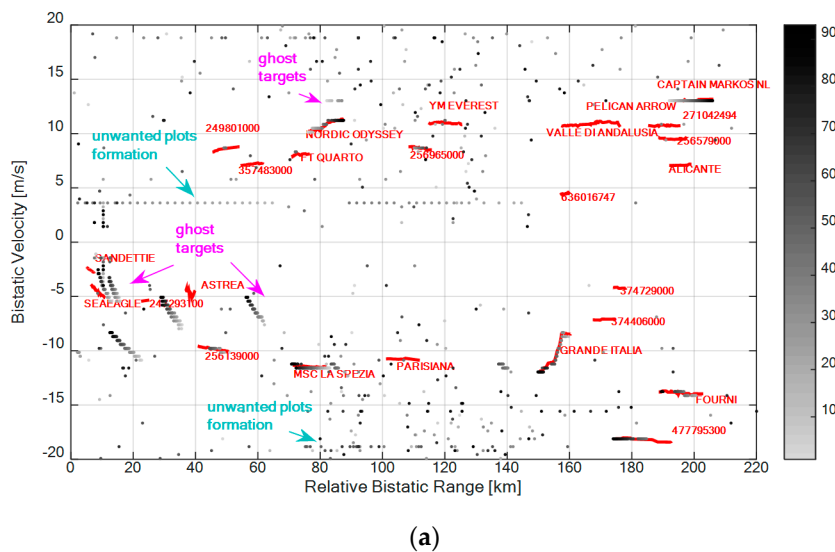 20
15
10
5
0
-5
-10
-15
-20
Bistatic Velocity [m/s]
0 20 40 60 80 100 120 140 160 180 200 220
Relative Bistatic Range [km]
90
80
70
60
50
40
30
20
10
0
ghost
targets
CAPTAIN MARKOS NL
YM EVEREST
PELICAN ARROW
271042494
249801000
NORDIC ODYSSEY
VALLE DI ANDALUSIA
unwanted plots
formation
256965000
256579000
357483000
FT QUARTO
ALICANTE
636016747
ghost
targets
SANDETTIE
ASTREA
374729000
SEAEAGLE
374406000
256139000
GRANDE ITALIA
MSC LA SPEZIA
PARISIANA
unwanted plots
formation
FOURNI
477795300
(a)